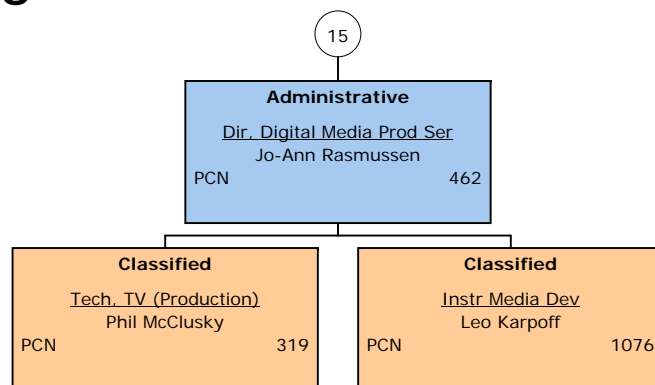 15
Administrative
Dir, Digital Media Prod Ser
Jo-Ann Rasmussen
PCN 462
Classified
Tech, TV (Production)
Phil McClusky
PCN 319
Classified
Instr Media Dev
Leo Karpoff
PCN 1076